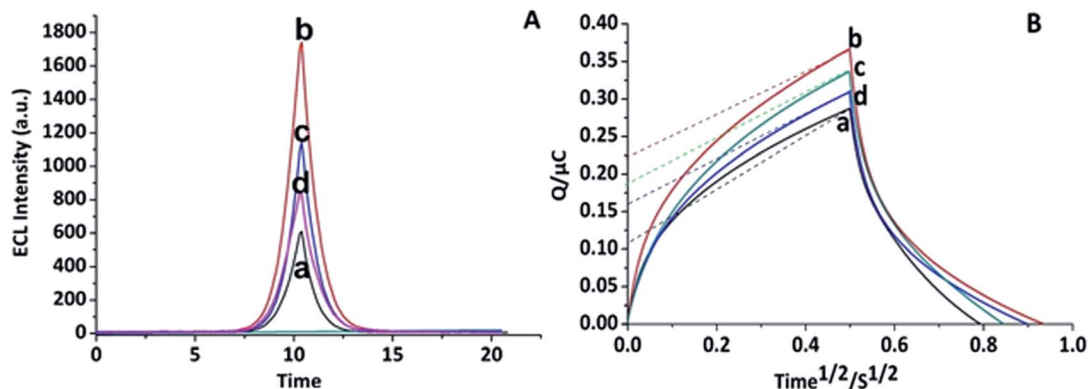 A
1800
1600
1400
1200
1000
800
600
400
200
0
ECL Intensity (a.u.)
b
c
d
a
0
5
10
15
20
Time
B
0.40
0.35
0.30
0.25
0.20
0.15
0.10
0.05
0.00
Q/μC
b
c
d
a
0.0
0.2
0.4
0.6
0.8
1.0
Time1/2/S1/2